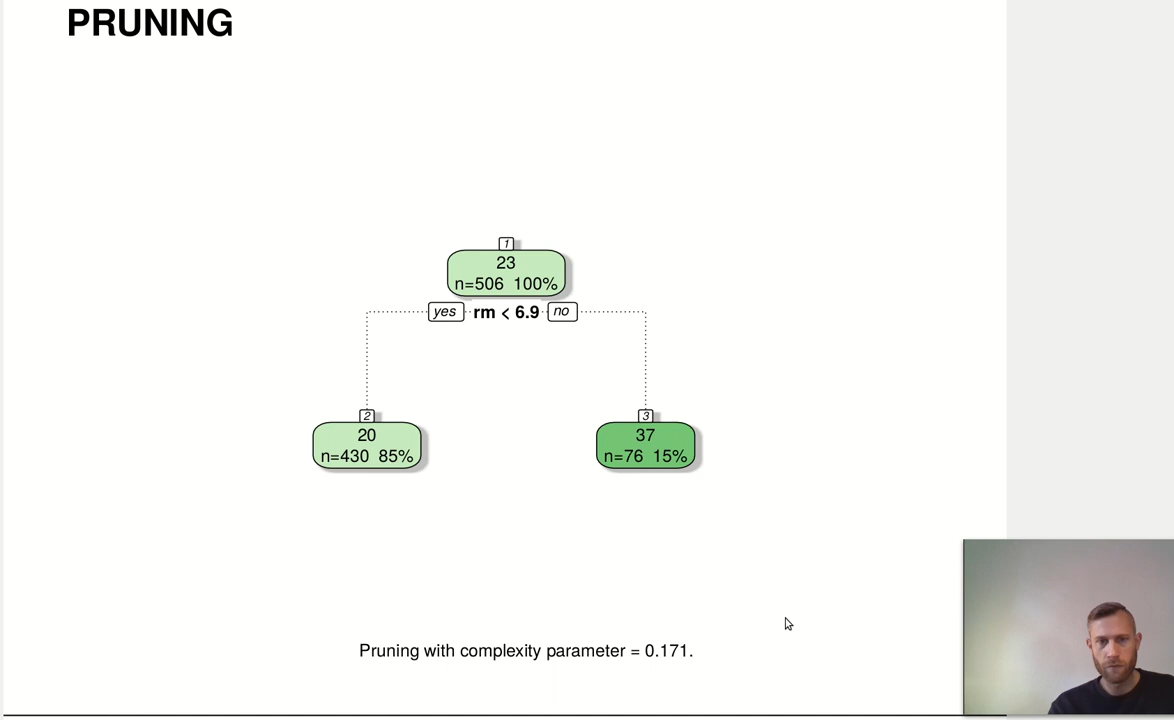 PRUNING
1
23
n=506 100%
yes rm < 6.9 no
2
20
n=430 85%
3
37
n=76 15%
Pruning with complexity parameter = 0.171.